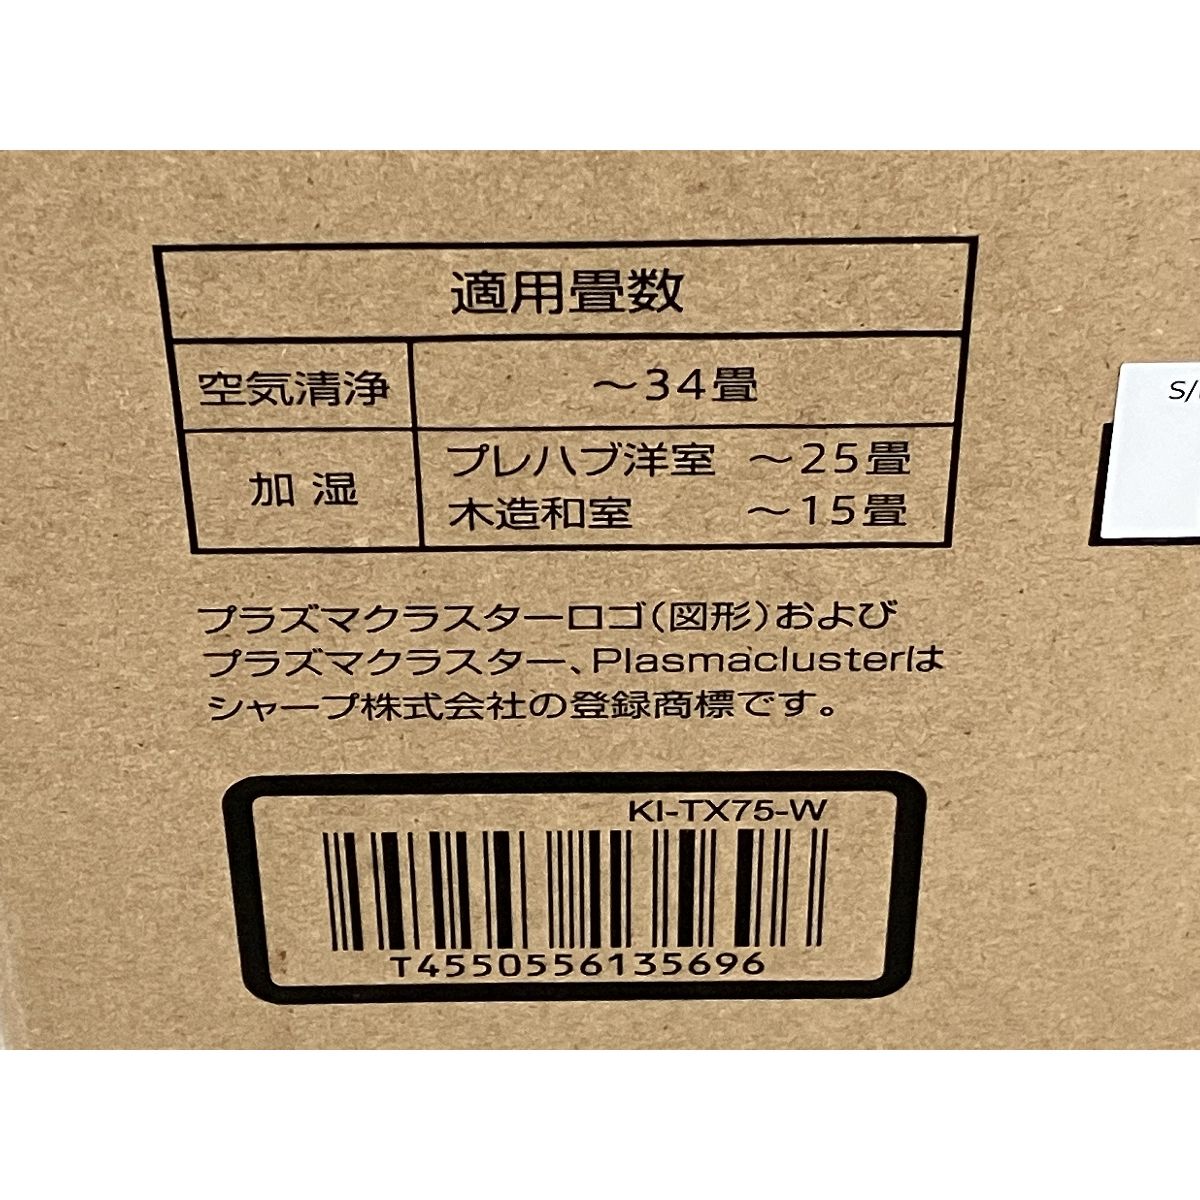 適用畳数
空気清浄 ～34畳
加湿 プレハブ洋室 ～25畳
木造和室 ～15畳
S/
プラズマクラスターロゴ(図形)および
プラズマクラスター、Plasmaclusterは
シャープ株式会社の登録商標です。
KI-TX75-W
T4550556135696